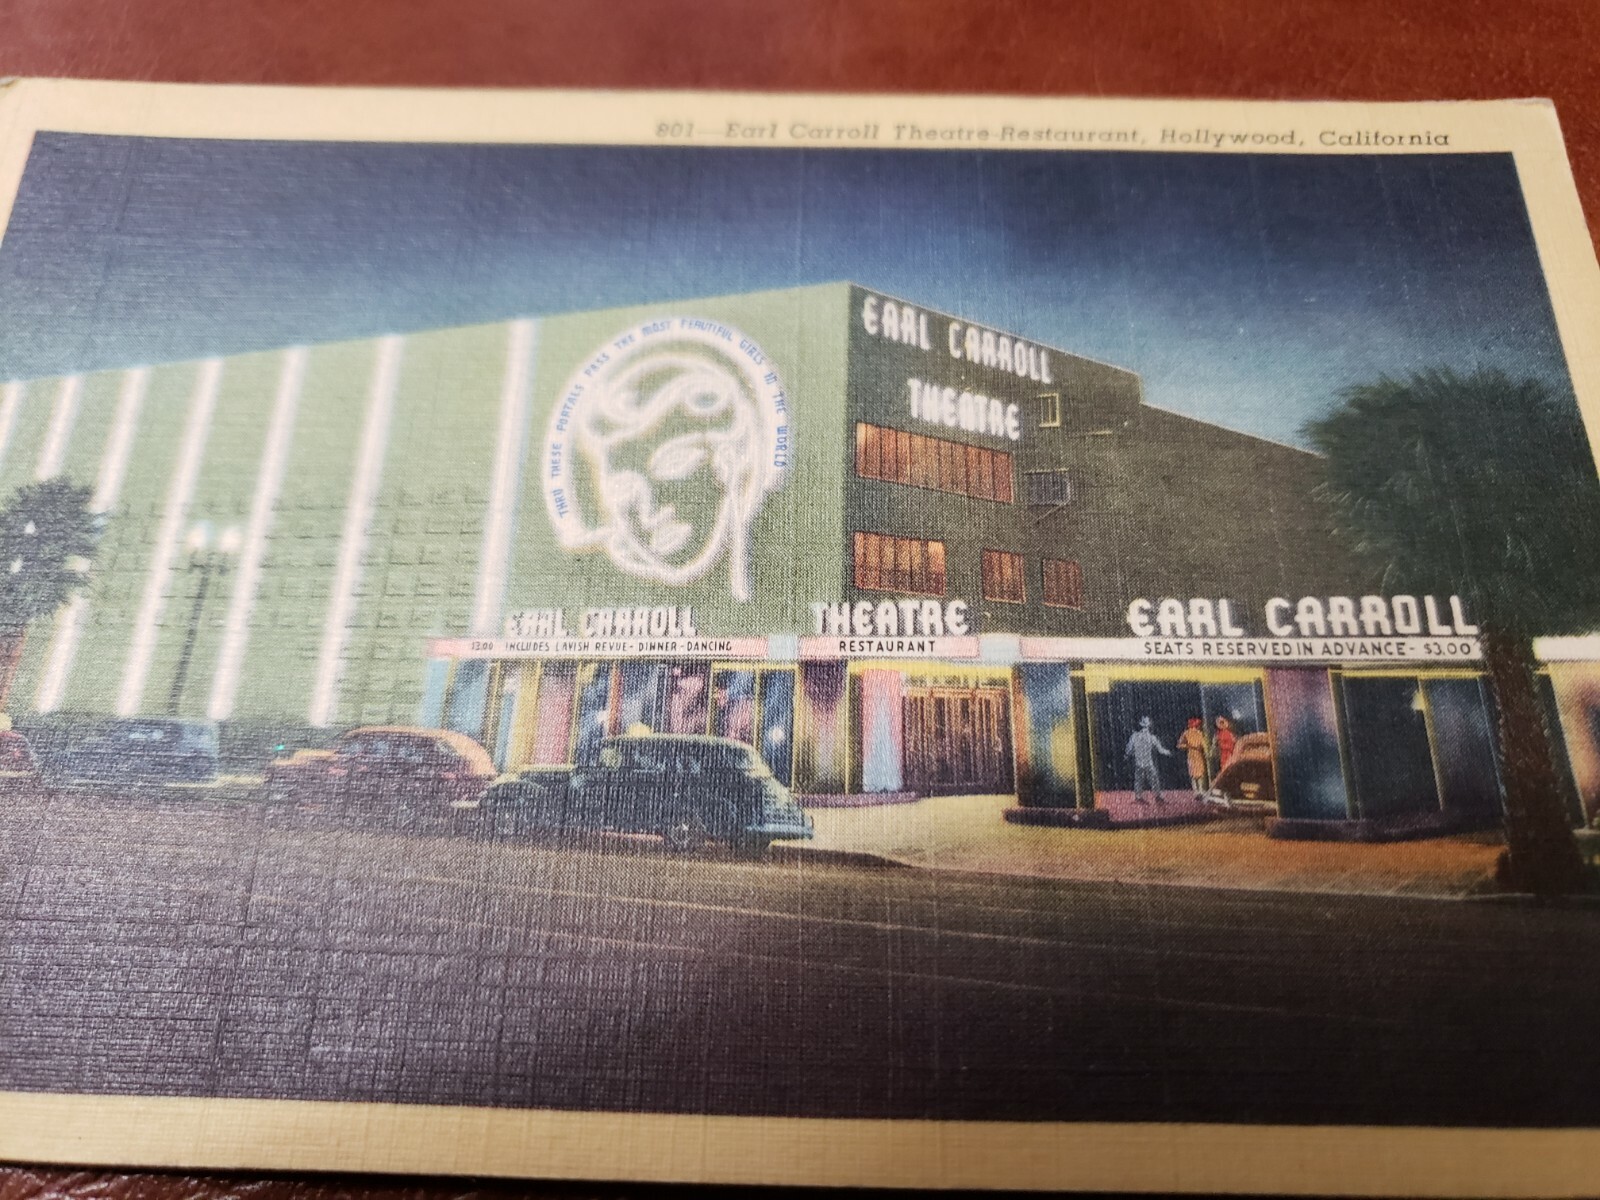 801—Earl Carroll Theatre-Restaurant, Hollywood, California
THRU THESE PORTALS PASS THE MOST BEAUTIFUL GIRLS IN THE WORLD
EARL CARROLL
THEATRE
EARL CARROLL THEATRE
$3.00 INCLUDES LAVISH REVUE - DINNER - DANCING
RESTAURANT
EARL CARROLL
SEATS RESERVED IN ADVANCE - $3.00